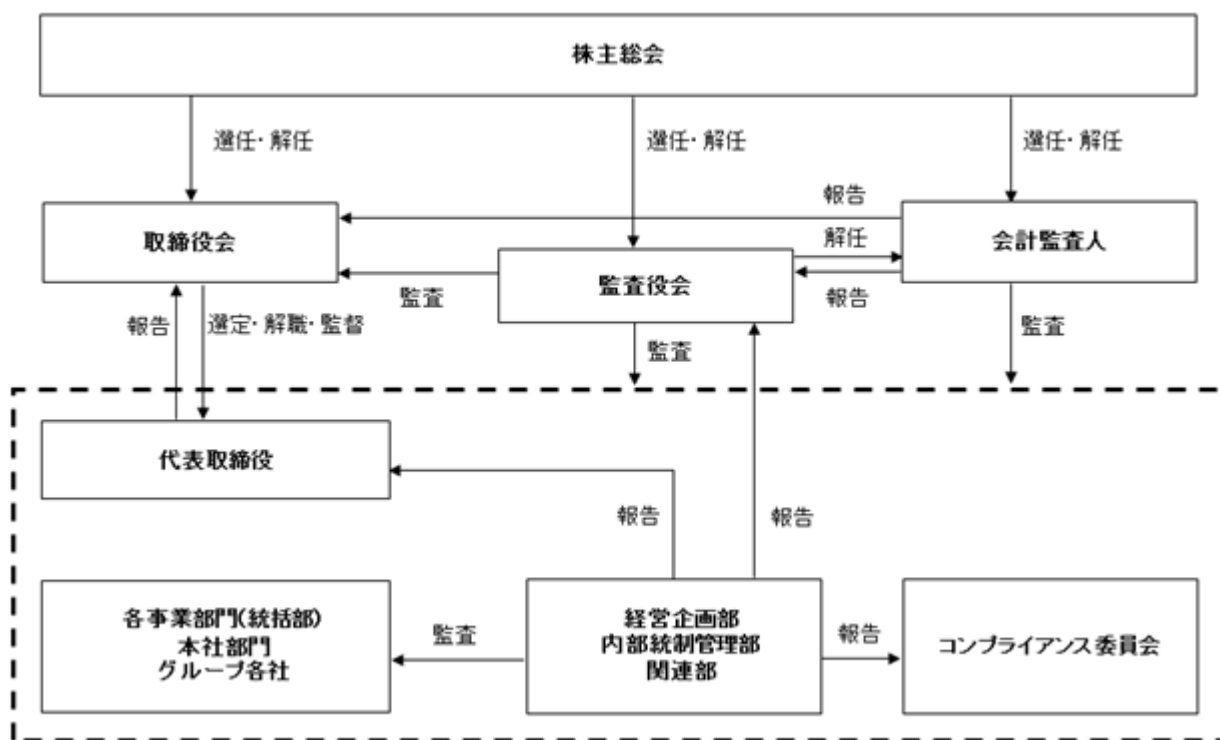 株主総会
選任・解任
選任・解任
選任・解任
報告
取締役会
会計監査人
解任
監査役会
監査
報告
報告
選定・解職・監督
監査
監査
代表取締役
報告
報告
各事業部門(統括部)
本社部門
グループ各社
監査
経営企画部
内部統制管理部
関連部
報告
コンプライアンス委員会